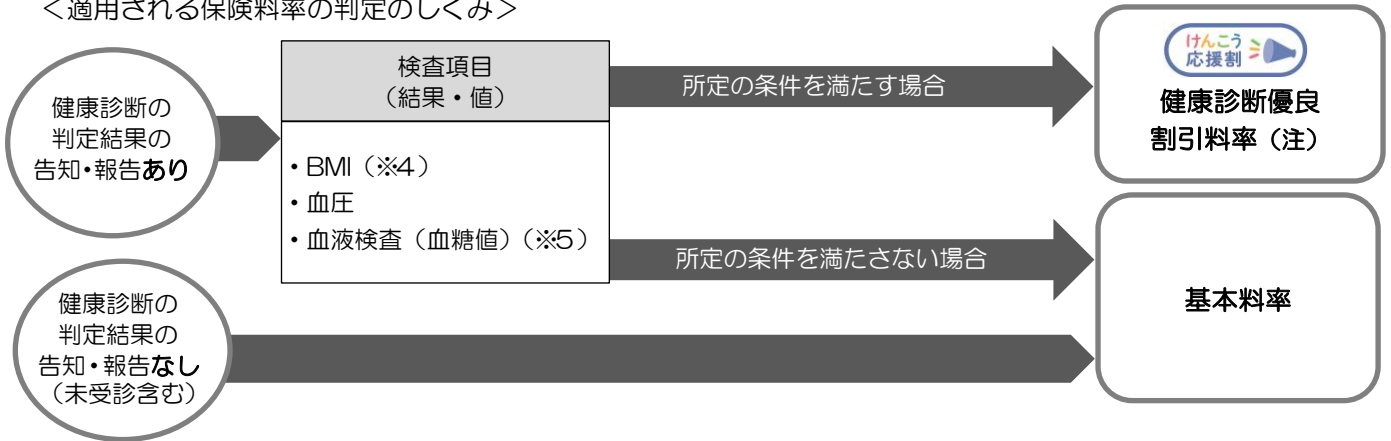 ＜適用される保険料率の判定のしくみ＞
健康診断の
判定結果の
告知・報告あり
検査項目
（結果・値）
・BMI（※4）
・血圧
・血液検査（血糖値）（※5）
所定の条件を満たす場合
けんこう
応援割
健康診断優良
割引料率（注）
所定の条件を満たさない場合
基本料率
健康診断の
判定結果の
告知・報告なし
（未受診含む）